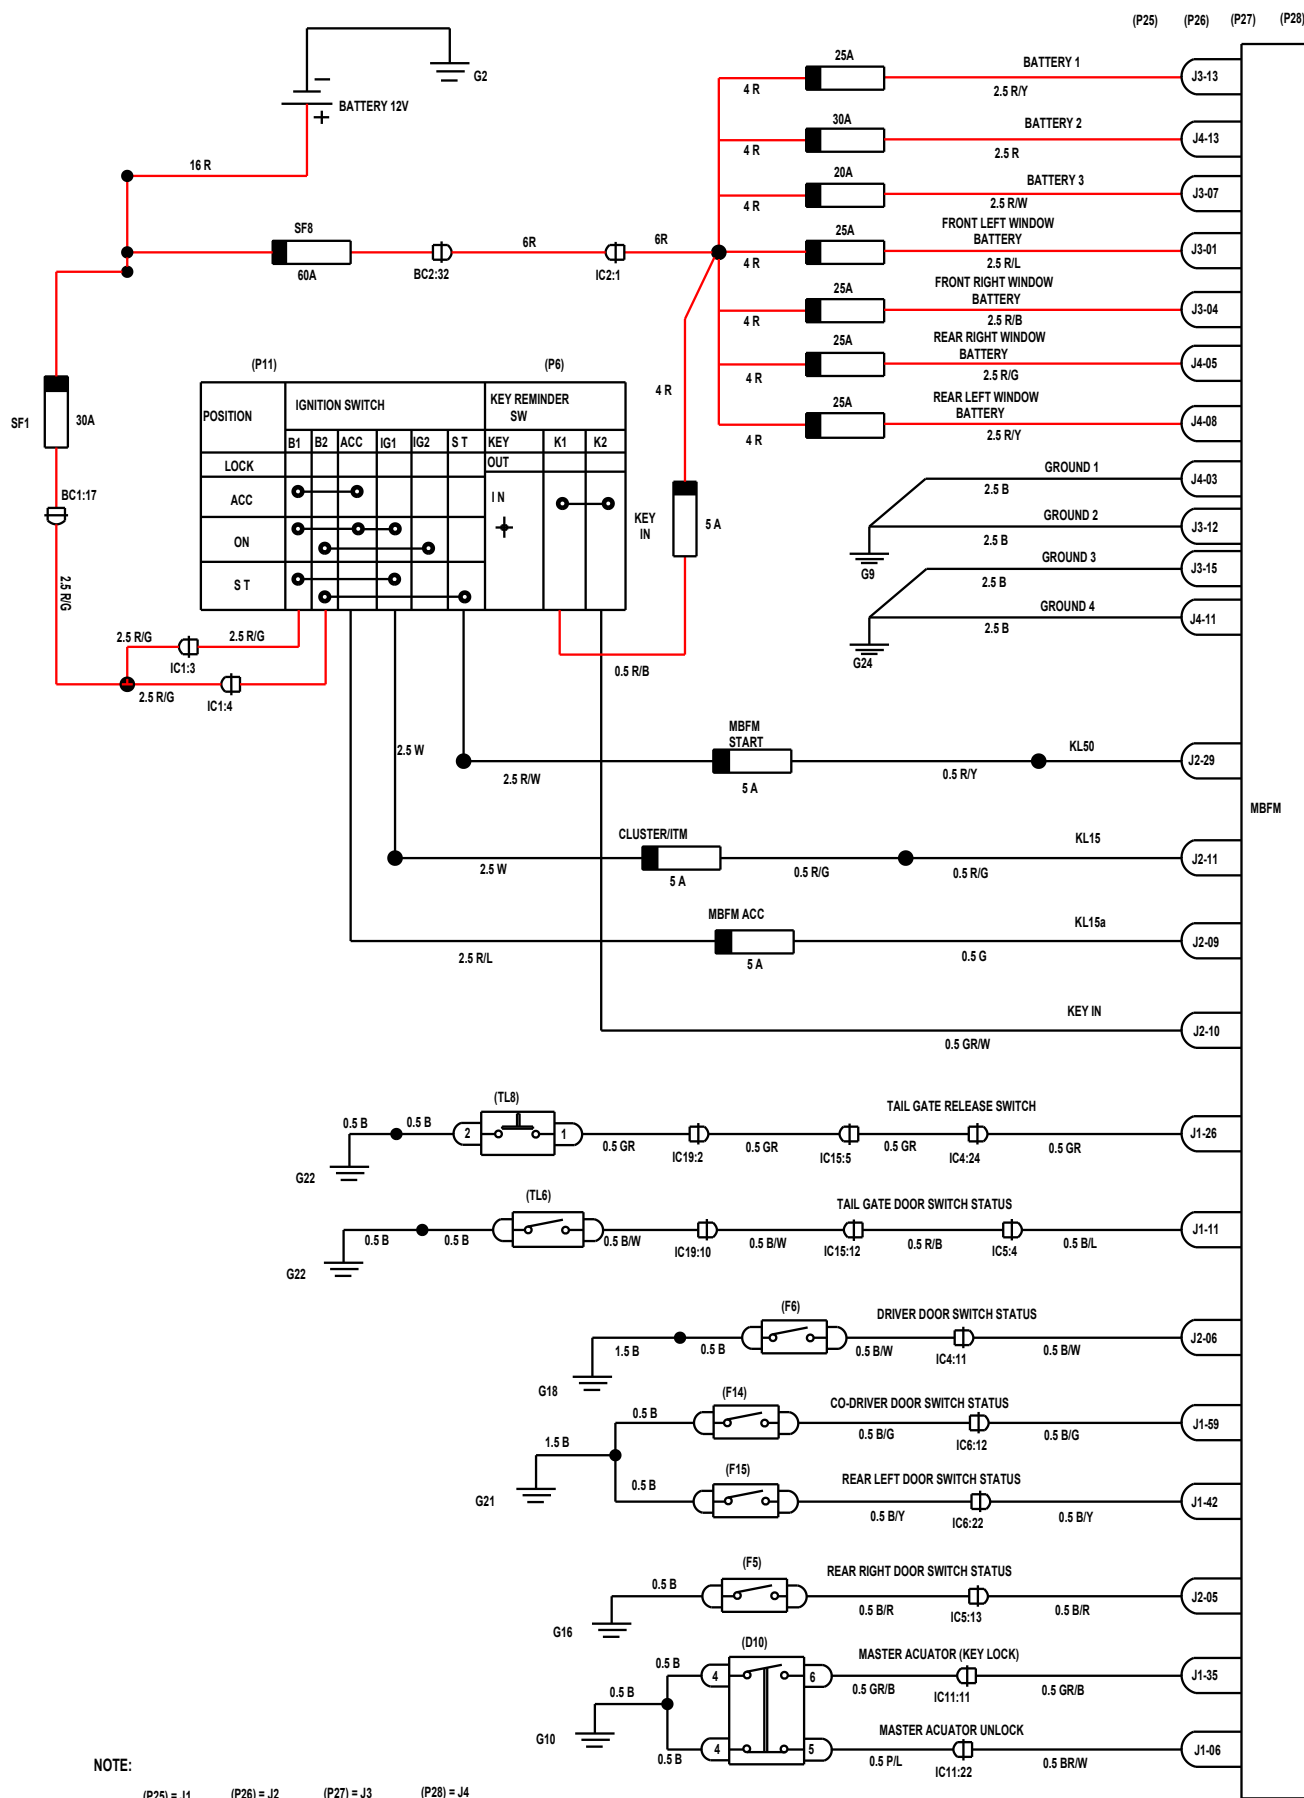 (P25) (P26) (P27) (P28)
25A BATTERY 1 J3-13
4 R 2.5 R/Y
G2
BATTERY 12V
30A BATTERY 2 J4-13
4 R 2.5 R
16 R
20A BATTERY 3 J3-07
4 R 2.5 R/W
SF8
60A
BC2:32
6R
IC2:1
6R
25A FRONT LEFT WINDOW
BATTERY J3-01
4 R 2.5 R/L
25A FRONT RIGHT WINDOW
BATTERY J3-04
4 R 2.5 R/B
25A REAR RIGHT WINDOW
BATTERY J4-05
4 R 2.5 R/G
25A REAR LEFT WINDOW
BATTERY J4-08
4 R 2.5 R/Y
(P11) (P6)
POSITION IGNITION SWITCH KEY REMINDER
SW
B1 B2 ACC IG1 IG2 S T KEY K1 K2
LOCK OUT
ACC I N
ON
S T
4 R
KEY
IN
5 A
SF1 30A
BC1:17
2.5 R/G
2.5 R/G 2.5 R/G
IC1:3
2.5 R/G
IC1:4
0.5 R/B
GROUND 1 J4-03
2.5 B
GROUND 2 J3-12
2.5 B
G9
GROUND 3 J3-15
2.5 B
GROUND 4 J4-11
2.5 B
G24
2.5 W
MBFM
START KL50
2.5 R/W 5 A 0.5 R/Y J2-29
MBFM
CLUSTER/ITM KL15
2.5 W 5 A 0.5 R/G 0.5 R/G J2-11
MBFM ACC KL15a
2.5 R/L 5 A 0.5 G J2-09
KEY IN
0.5 GR/W J2-10
(TL8) TAIL GATE RELEASE SWITCH
0.5 B 0.5 B 2 1 0.5 GR IC19:2 0.5 GR IC15:5 0.5 GR IC4:24 0.5 GR J1-26
G22
(TL6) TAIL GATE DOOR SWITCH STATUS
0.5 B 0.5 B 0.5 B/W IC19:10 0.5 B/W IC15:12 0.5 R/B IC5:4 0.5 B/L J1-11
G22
(F6) DRIVER DOOR SWITCH STATUS
1.5 B 0.5 B 0.5 B/W IC4:11 0.5 B/W J2-06
G18
(F14) CO-DRIVER DOOR SWITCH STATUS
0.5 B 0.5 B/G IC6:12 0.5 B/G J1-59
1.5 B
G21
(F15) REAR LEFT DOOR SWITCH STATUS
0.5 B 0.5 B/Y IC6:22 0.5 B/Y J1-42
(F5) REAR RIGHT DOOR SWITCH STATUS
0.5 B 0.5 B/R IC5:13 0.5 B/R J2-05
G16
(D10) MASTER ACUATOR (KEY LOCK)
0.5 B 4 6 0.5 GR/B IC11:11 0.5 GR/B J1-35
0.5 B
G10
MASTER ACUATOR UNLOCK
0.5 B 4 5 0.5 P/L IC11:22 0.5 BR/W J1-06
NOTE:
(P25) = J1 (P26) = J2 (P27) = J3 (P28) = J4